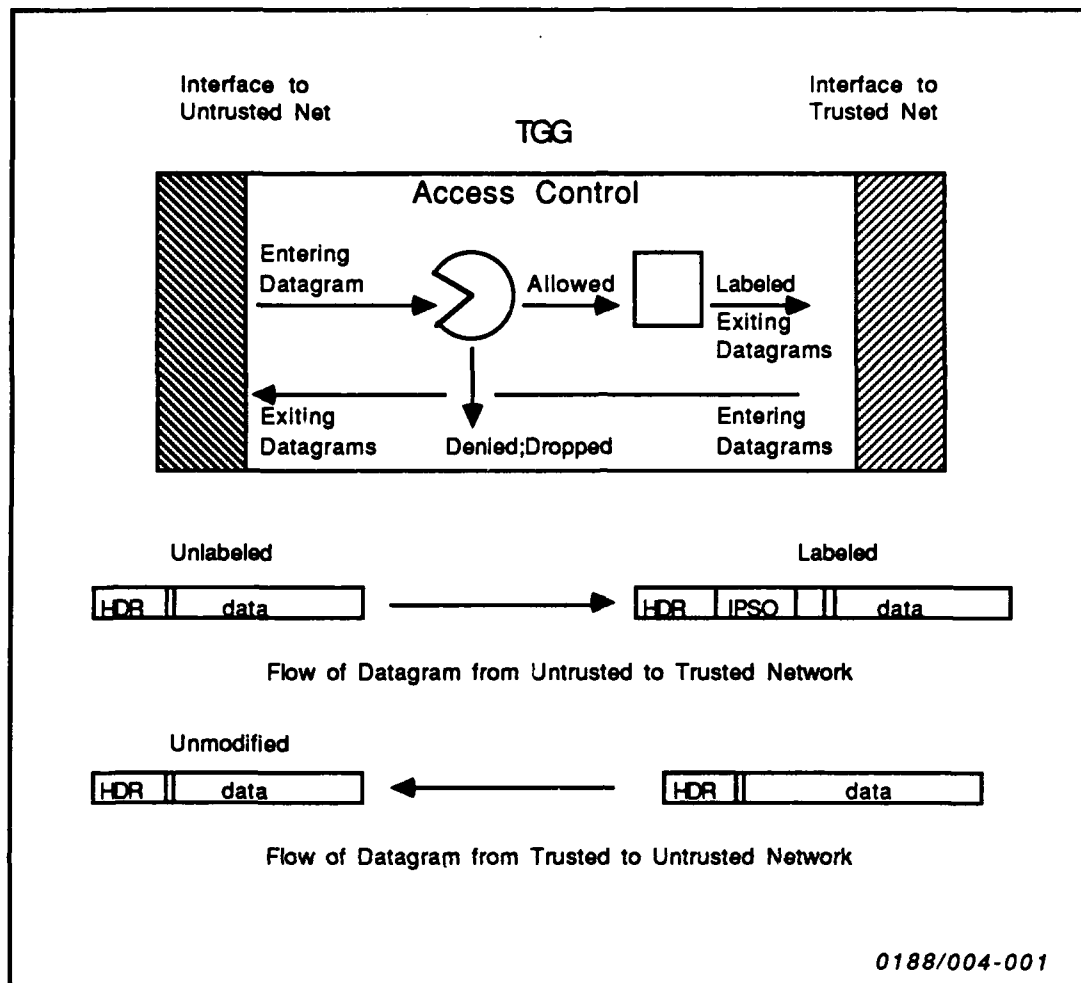 Interface to
Untrusted Net
Interface to
Trusted Net
TGG
Access Control
Entering
Datagram
Allowed
Labeled
Exiting
Datagrams
Exiting
Datagrams
Denied;Dropped
Entering
Datagrams
Unlabeled
Labeled
HDR data
HDR IPSO data
Flow of Datagram from Untrusted to Trusted Network
Unmodified
HDR data
HDR data
Flow of Datagram from Trusted to Untrusted Network
0188/004-001